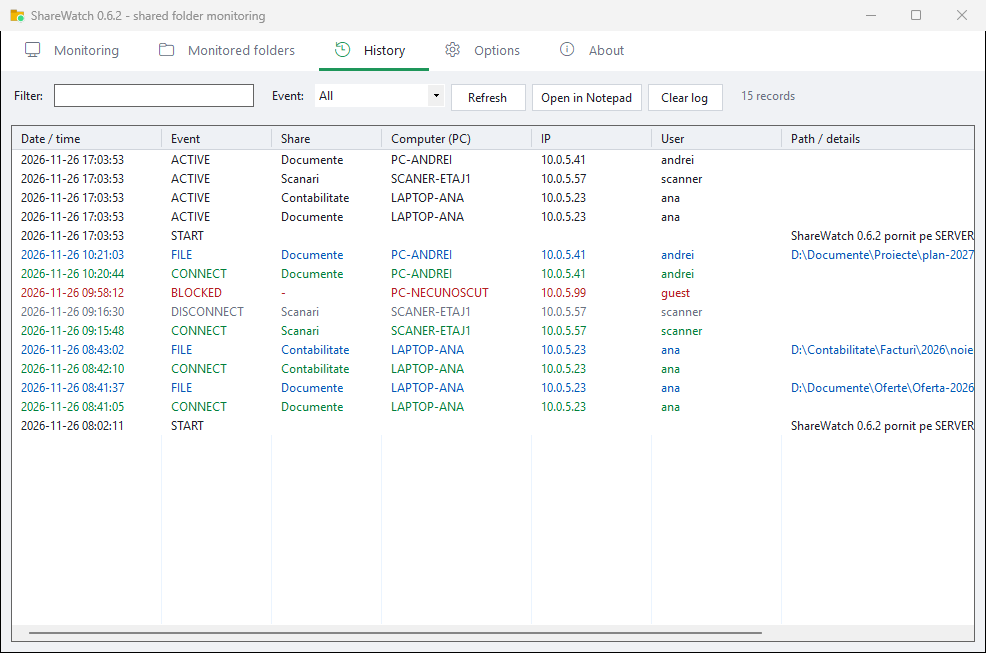 ShareWatch 0.6.2 - shared folder monitoring
Monitoring Monitored folders History Options About
Filter: Event: All Refresh Open in Notepad Clear log 15 records
Date / time Event Share Computer (PC) IP User Path / details
2026-11-26 17:03:53 ACTIVE Documente PC-ANDREI 10.0.5.41 andrei
2026-11-26 17:03:53 ACTIVE Scanari SCANER-ETAJ1 10.0.5.57 scanner
2026-11-26 17:03:53 ACTIVE Contabilitate LAPTOP-ANA 10.0.5.23 ana
2026-11-26 17:03:53 ACTIVE Documente LAPTOP-ANA 10.0.5.23 ana
2026-11-26 17:03:53 START ShareWatch 0.6.2 pornit pe SERVER
2026-11-26 10:21:03 FILE Documente PC-ANDREI 10.0.5.41 andrei D:\Documente\Proiecte\plan-2027
2026-11-26 10:20:44 CONNECT Documente PC-ANDREI 10.0.5.41 andrei
2026-11-26 09:58:12 BLOCKED - PC-NECUNOSCUT 10.0.5.99 guest
2026-11-26 09:16:30 DISCONNECT Scanari SCANER-ETAJ1 10.0.5.57 scanner
2026-11-26 09:15:48 CONNECT Scanari SCANER-ETAJ1 10.0.5.57 scanner
2026-11-26 08:43:02 FILE Contabilitate LAPTOP-ANA 10.0.5.23 ana D:\Contabilitate\Facturi\2026\noie
2026-11-26 08:42:10 CONNECT Contabilitate LAPTOP-ANA 10.0.5.23 ana
2026-11-26 08:41:37 FILE Documente LAPTOP-ANA 10.0.5.23 ana D:\Documente\Oferte\Oferta-2026
2026-11-26 08:41:05 CONNECT Documente LAPTOP-ANA 10.0.5.23 ana
2026-11-26 08:02:11 START ShareWatch 0.6.2 pornit pe SERVER